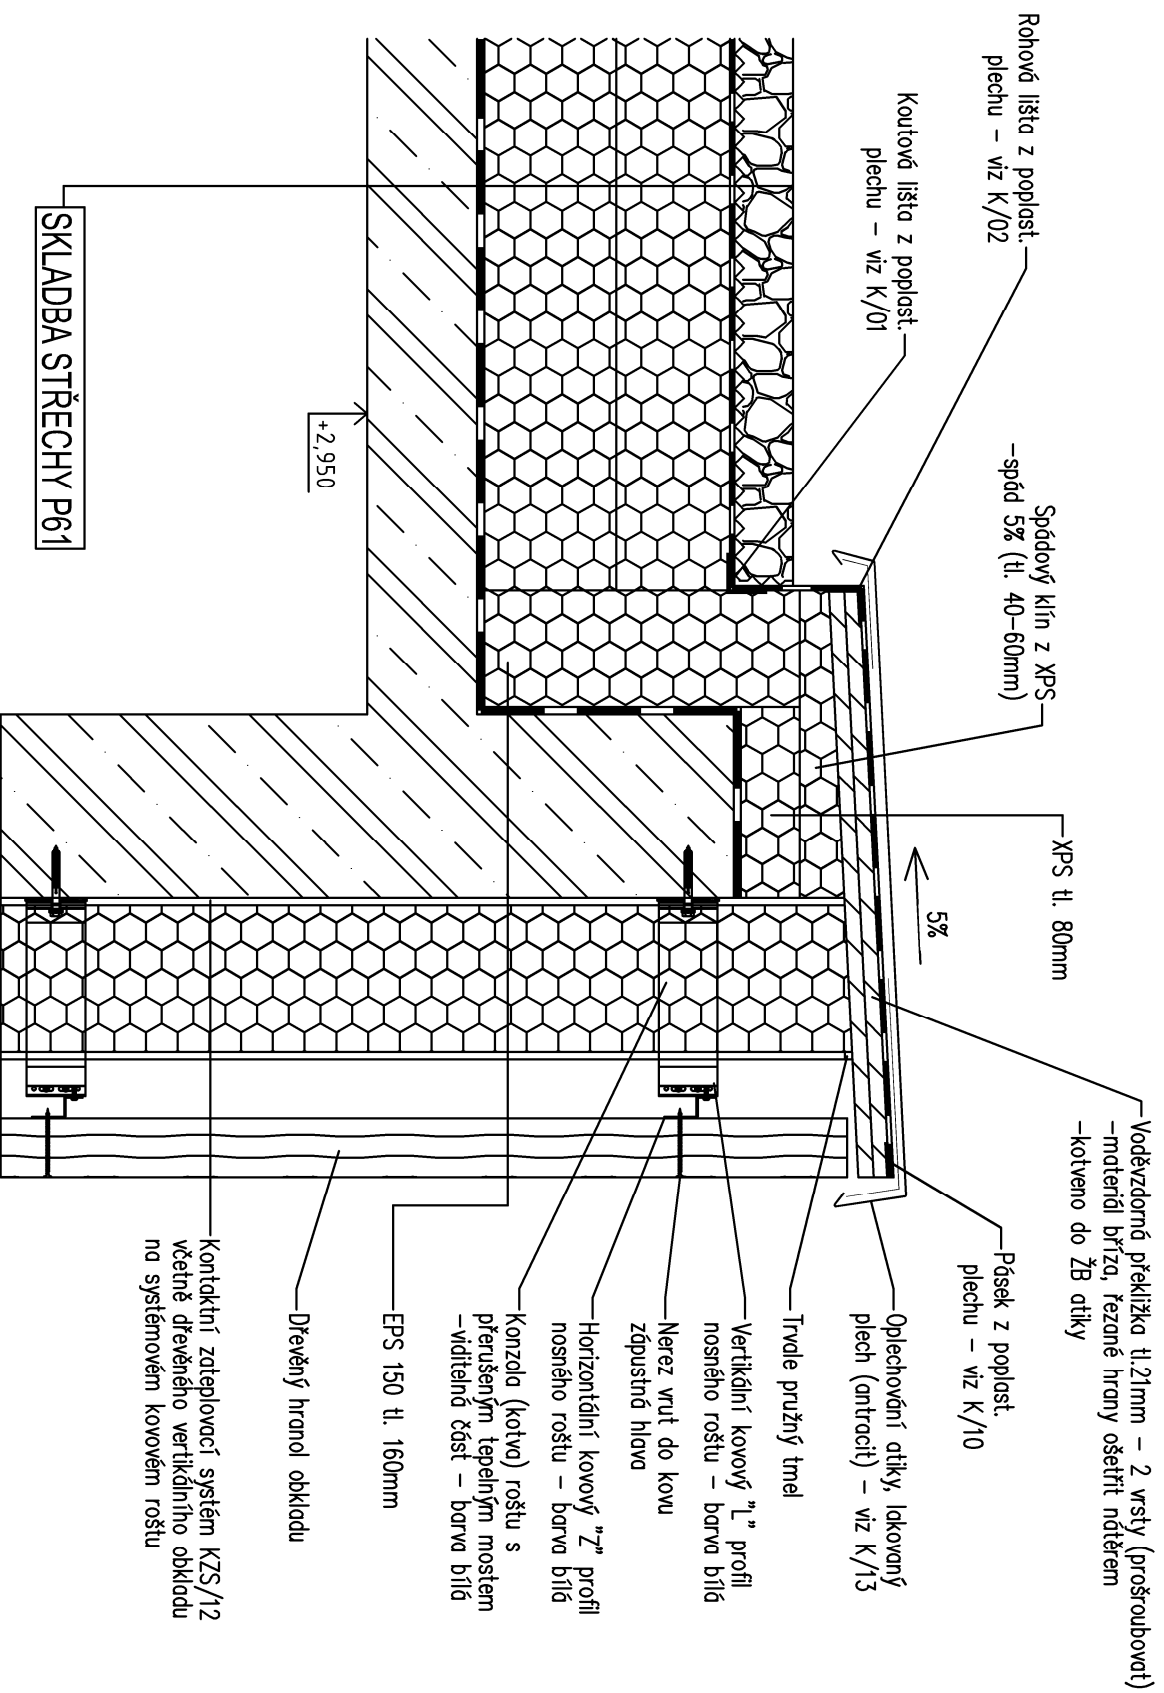 Voděvzdorná překližka tl.21mm – 2 vrsty (prošroubovat)
–materiál bříza, řezané hrany ošetřit nátěrem
–kotveno do ŽB atiky
XPS tl. 80mm
Spádový klín z XPS
–spád 5% (tl. 40–60mm)
Rohová lišta z poplast.
plechu – viz K/02
Koutová lišta z poplast.
plechu – viz K/01
5%
Pásek z poplast.
plechu – viz K/10
Oplechování atiky, lakovaný
plech (antracit) – viz K/13
Trvale pružný tmel
Vertikální kovový "L" profil
nosného roštu – barva bílá
Nerez vrut do kovu
zápustná hlava
Horizontální kovový "Z" profil
nosného roštu – barva bílá
Konzola (kotva) roštu s
přerušeným tepelným mostem
–viditelná část – barva bílá
EPS 150 tl. 160mm
Dřevěný hranol obkladu
Kontaktní zateplovací systém KZS/12
včetně dřevěného vertikálního obkladu
na systémovém kovovém roštu
+2,950
SKLADBA STŘECHY P61